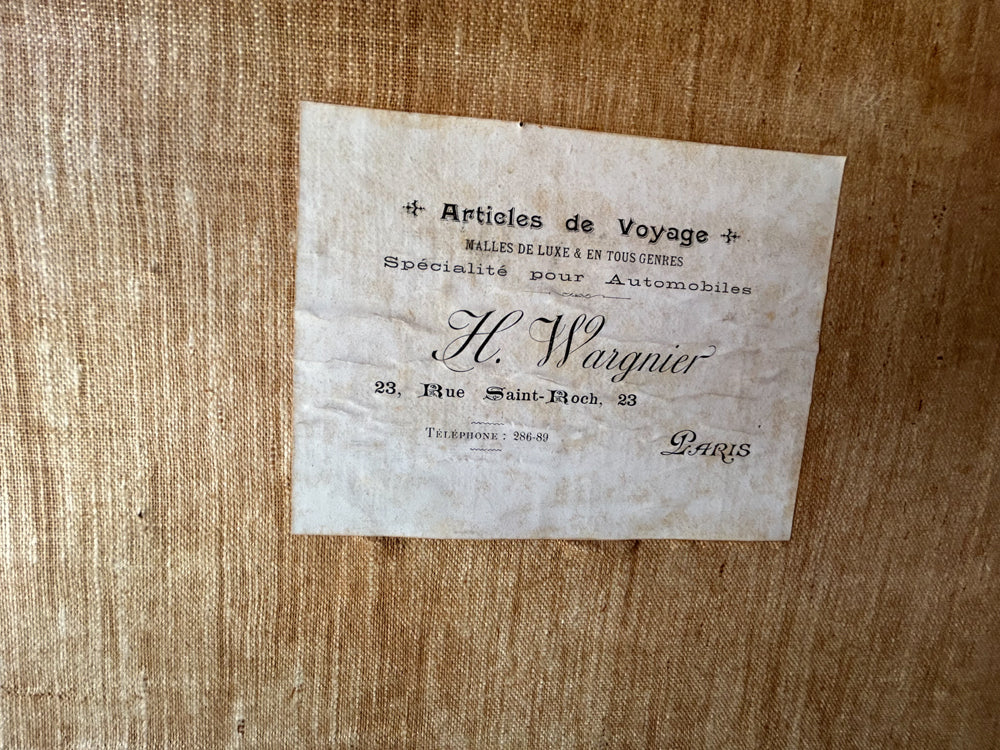 Articles de Voyage
MALLES DE LUXE & EN TOUS GENRES
Spécialité pour Automobiles
H. Wargnier
23, Rue Saint-Roch, 23
TÉLÉPHONE : 286-89
PARIS